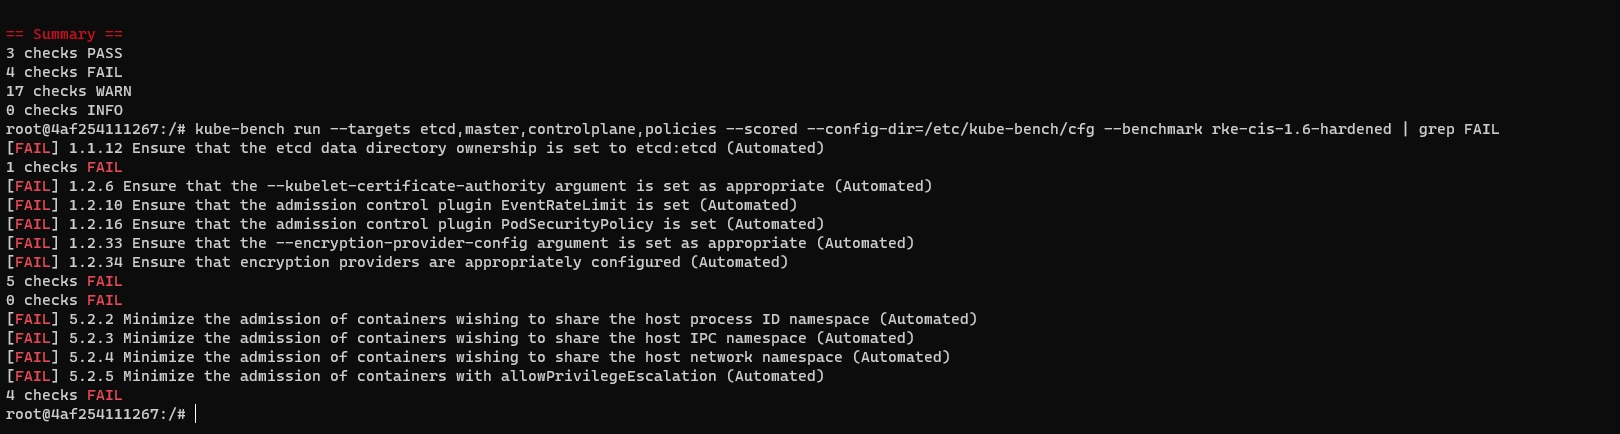 == Summary ==
3 checks PASS
4 checks FAIL
17 checks WARN
0 checks INFO
root@4af254111267:/# kube-bench run --targets etcd,master,controlplane,policies --scored --config-dir=/etc/kube-bench/cfg --benchmark rke-cis-1.6-hardened | grep FAIL
[FAIL] 1.1.12 Ensure that the etcd data directory ownership is set to etcd:etcd (Automated)
1 checks FAIL
[FAIL] 1.2.6 Ensure that the --kubelet-certificate-authority argument is set as appropriate (Automated)
[FAIL] 1.2.10 Ensure that the admission control plugin EventRateLimit is set (Automated)
[FAIL] 1.2.16 Ensure that the admission control plugin PodSecurityPolicy is set (Automated)
[FAIL] 1.2.33 Ensure that the --encryption-provider-config argument is set as appropriate (Automated)
[FAIL] 1.2.34 Ensure that encryption providers are appropriately configured (Automated)
5 checks FAIL
0 checks FAIL
[FAIL] 5.2.2 Minimize the admission of containers wishing to share the host process ID namespace (Automated)
[FAIL] 5.2.3 Minimize the admission of containers wishing to share the host IPC namespace (Automated)
[FAIL] 5.2.4 Minimize the admission of containers wishing to share the host network namespace (Automated)
[FAIL] 5.2.5 Minimize the admission of containers with allowPrivilegeEscalation (Automated)
4 checks FAIL
root@4af254111267:/#